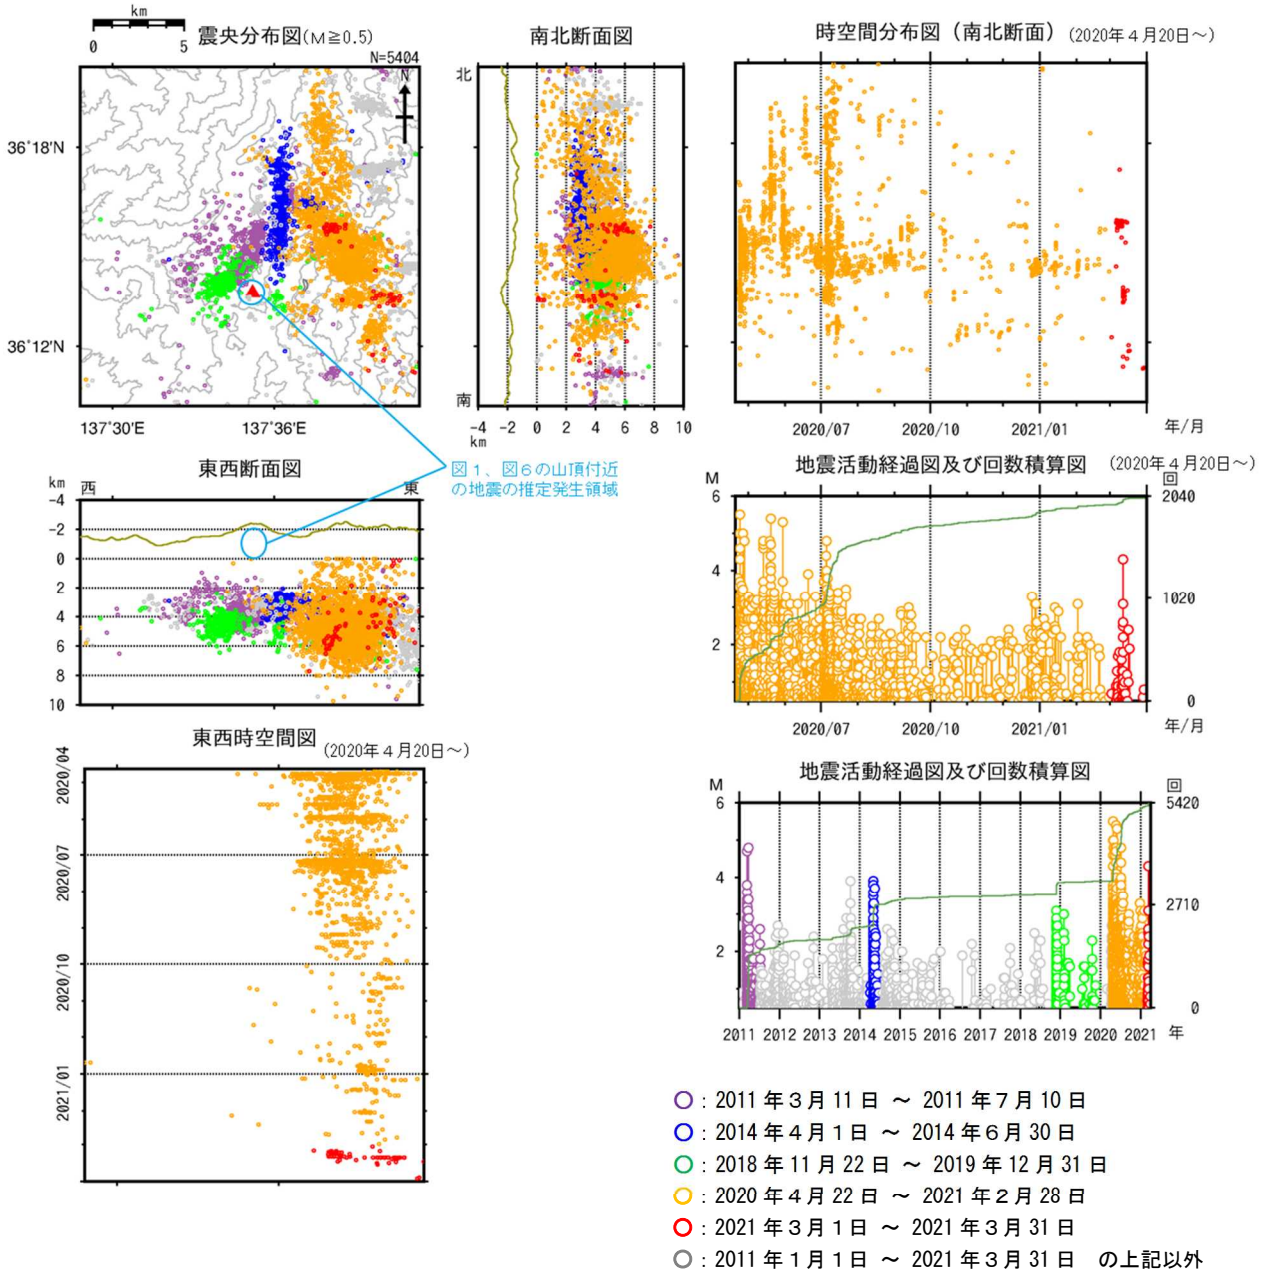 km
0 5
震央分布図(M≧0.5)
N=5404
N
36°18'N
36°12'N
137°30'E 137°36'E
南北断面図
北
南
-4 -2 0 2 4 6 8 10
km
時空間分布図(南北断面)(2020年4月20日~)
2020/07 2020/10 2021/01 年/月
図1、図6の山頂付近
の地震の推定発生領域
東西断面図
km 西 東
-4
-2
0
2
4
6
8
10
地震活動経過図及び回数積算図 (2020年4月20日~)
M 回
6 2040
4
1020
2
0
2020/07 2020/10 2021/01 年/月
東西時空間図 (2020年4月20日~)
2020/04
2020/07
2020/10
2021/01
地震活動経過図及び回数積算図
M 回
6 5420
4
2710
2
0
2011 2012 2013 2014 2015 2016 2017 2018 2019 2020 2021 年
:2011年3月11日 ~ 2011年7月10日
:2014年4月1日 ~ 2014年6月30日
:2018年11月22日 ~ 2019年12月31日
:2020年4月22日 ~ 2021年2月28日
:2021年3月1日 ~ 2021年3月31日
:2011年1月1日 ~ 2021年3月31日 の上記以外